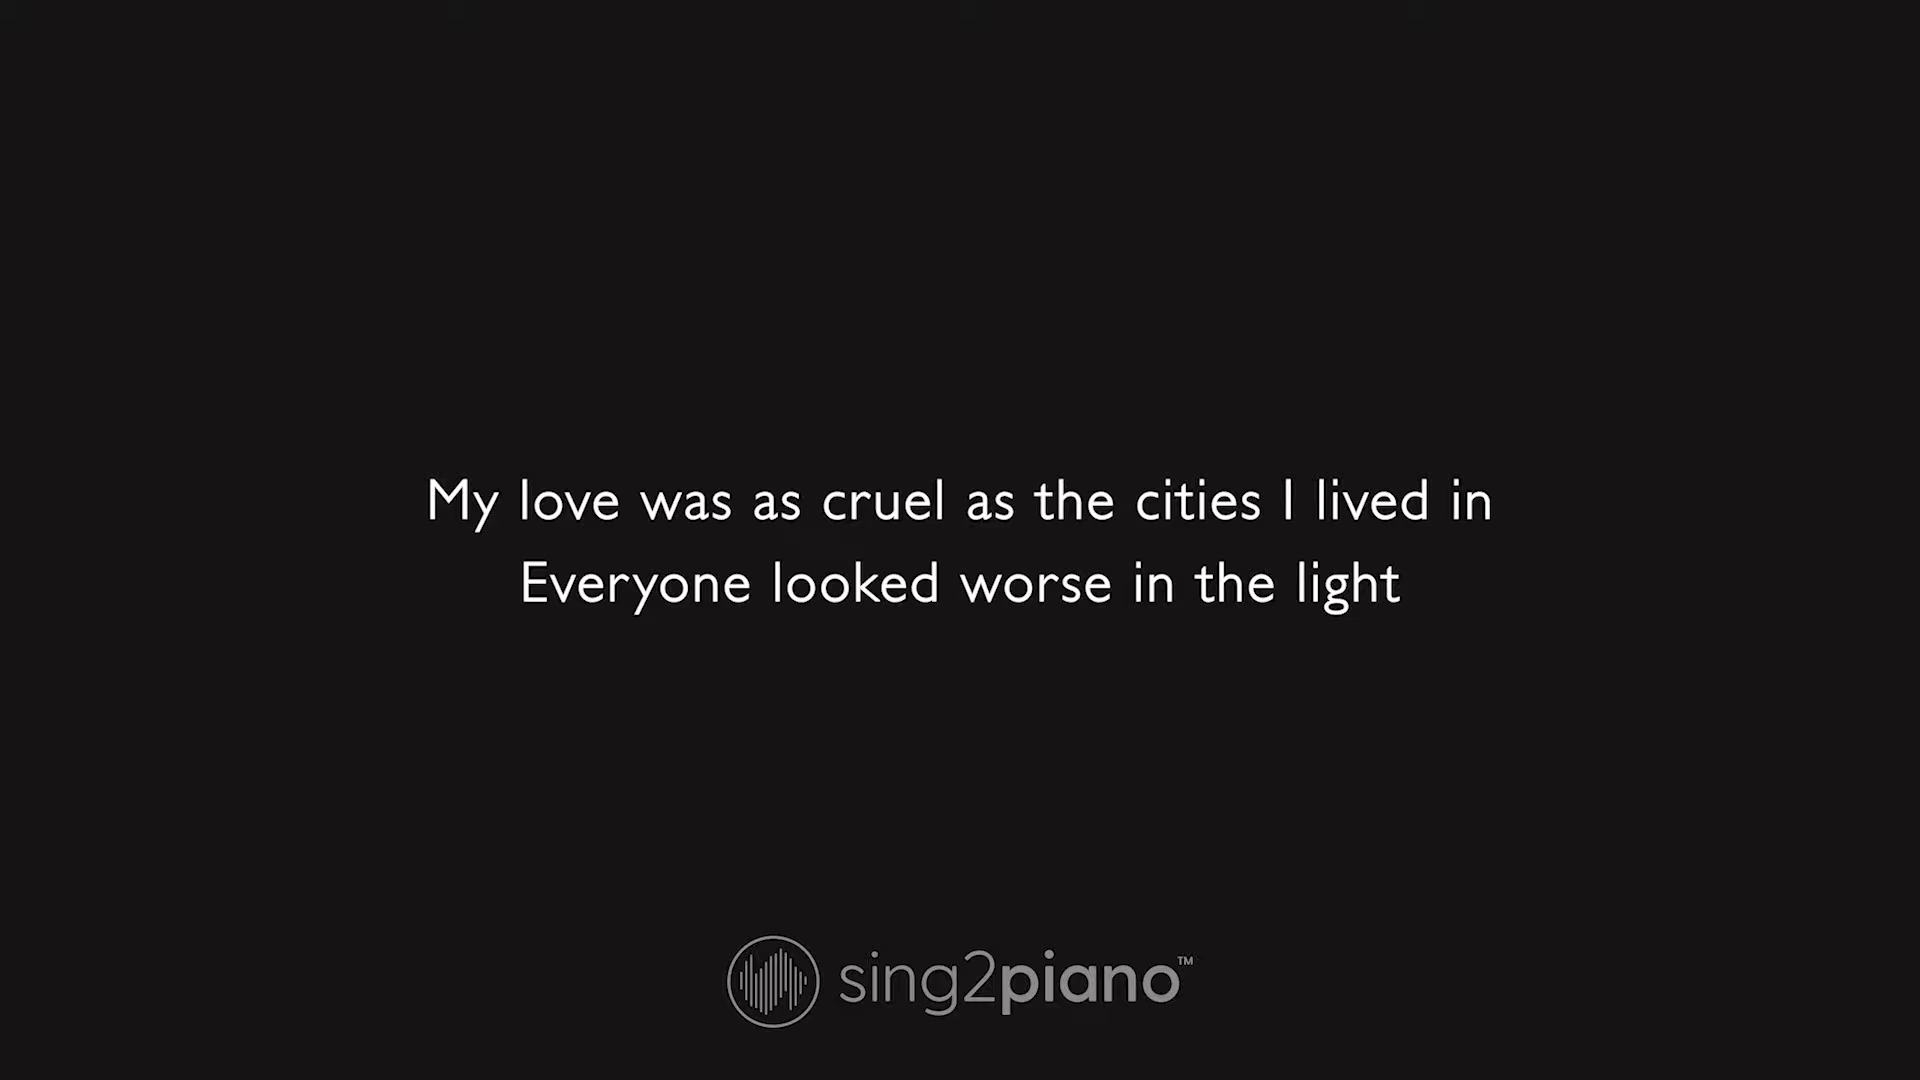 My love was as cruel as the cities I lived in
Everyone looked worse in the light
sing2piano™